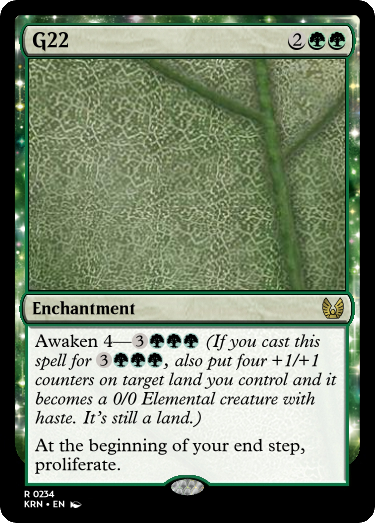 G22 2
Enchantment
Awaken 4—3 (If you cast this
spell for 3, also put four +1/+1
counters on target land you control and it
becomes a 0/0 Elemental creature with
haste. It's still a land.)
At the beginning of your end step,
proliferate.
R 0234
KRN • EN